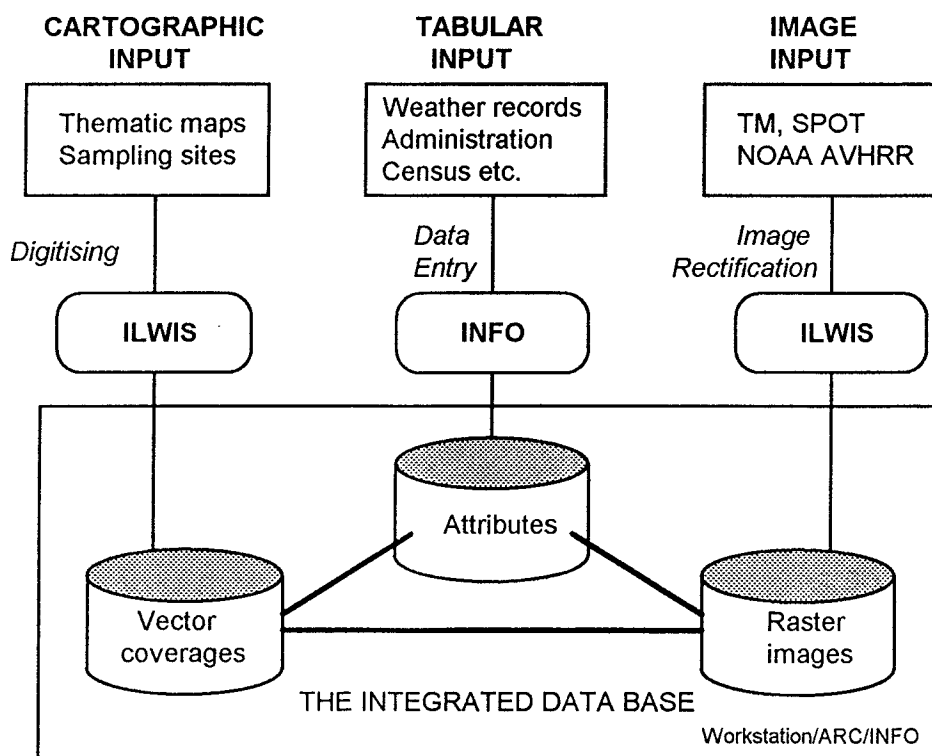 CARTOGRAPHIC
INPUT
TABULAR
INPUT
IMAGE
INPUT
Thematic maps
Sampling sites
Weather records
Administration
Census etc.
TM, SPOT
NOAA AVHRR
Digitising
Data
Entry
Image
Rectification
ILWIS
INFO
ILWIS
Attributes
Vector
coverages
Raster
images
THE INTEGRATED DATA BASE
Workstation/ARC/INFO